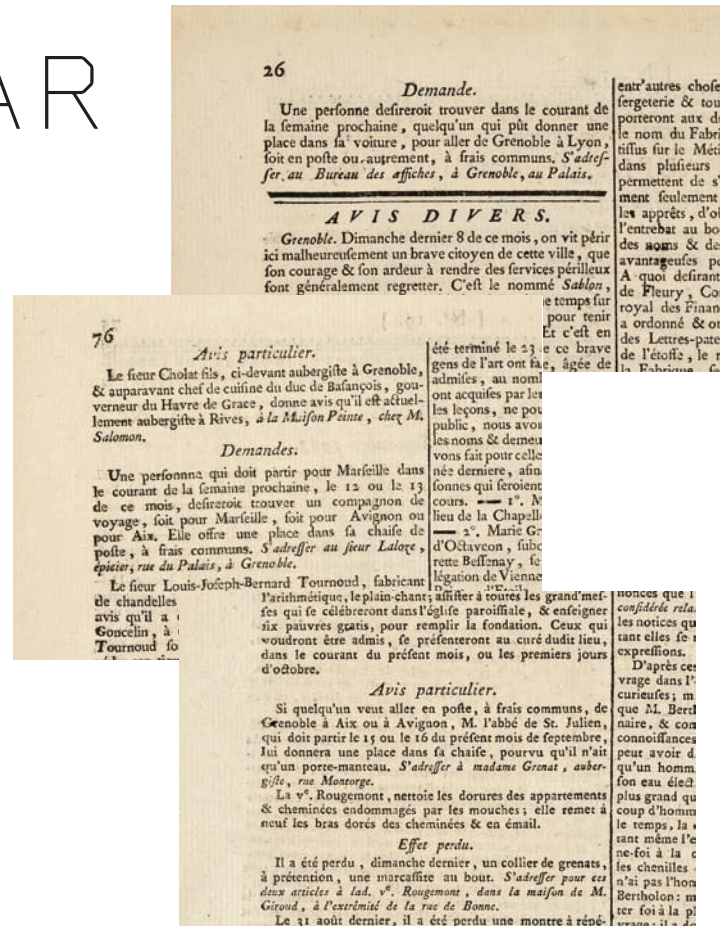 AR
26
Demande.
Une perſonne deſireroit trouver dans le courant de
la ſemaine prochaine, quelqu'un qui pût donner une
place dans ſa voiture, pour aller de Grenoble à Lyon,
ſoit en poſte ou autrement, à frais communs. S'adreſ-
ſer au Bureau des affiches, à Grenoble, au Palais.
AVIS DIVERS.
Grenoble. Dimanche dernier 8 de ce mois, on vit périr
ici malheureuſement un brave citoyen de cette ville, que
ſon courage & ſon ardeur à rendre des ſervices périlleux
ſont généralement regretter. C'eſt le nommé Sablon,
e temps ſur
pour tenir
Et c'eſt en
e ce brave
e, âgée de
entr'autres choſe
ſergeterie & tou
porteront aux de
le nom du Fabri
tiſſus ſur le Méti
dans pluſieurs
permettent de s'
ment ſeulement
les apprêts, d'oì
l'entrebat au bo
des noms & de
avantageuſes po
A quoi deſirant
de Fleury, Co
royal des Finan
a ordonné & or
des Lettres-pate
de l'étoffe, le r
la Fabrique
76
Avis particulier.
Le ſieur Cholat fils, ci-devant aubergiſte à Grenoble,
& auparavant chef de cuiſine du duc de Baſançois, gou-
verneur du Havre de Grace, donne avis qu'il eſt actuel-
lement aubergiſte à Rives, à la Maiſon Peinte, chez M.
Salomon.
Demandes.
Une perſonnne qui doit partir pour Marſeille dans
le courant de la ſemaine prochaine, le 12 ou le 13
de ce mois, deſireroit trouver un compagnon de
voyage, ſoit pour Marſeille, ſoit pour Avignon ou
pour Aix. Elle offre une place dans ſa chaiſe de
poſte, à frais communs. S'adreſſer au ſieur Laloze,
épicier, rue du Palais, à Grenoble.
Le ſieur Louis-Joſeph-Bernard Tournoud, fabricant
de chandelles
avis qu'il a
Goncelin, à
Tournoud ſo
été terminé le 23
gens de l'art ont fa
admiſes, au nom
ont acquiſes par le
les leçons, ne pou
public, nous avo
les noms & demeu
vons fait pour celle
née derniere, afin
ſonnes qui ſeroient
cours. — 1°. M
lieu de la Chapell
— 2°. Marie Gr
d'Octaveon, ſubd
rette Beſſenay, ſe
légation de Vienne
l'arithmétique, le plain-chant; aſſiſter à toutes les grand'meſ-
ſes qui ſe célébreront dans l'égliſe paroiſſiale, & enſeigner
ſix pauvres gratis, pour remplir la fondation. Ceux qui
voudront être admis, ſe préſenteront au curé dudit lieu,
dans le courant du préſent mois, ou les premiers jours
d'octobre.
Avis particulier.
Si quelqu'un veut aller en poſte, à frais communs, de
Grenoble à Aix ou à Avignon, M. l'abbé de St. Julien,
qui doit partir le 15 ou le 16 du préſent mois de ſeptembre,
lui donnera une place dans ſa chaiſe, pourvu qu'il n'ait
qu'un porte-manteau. S'adreſſer à madame Grenat, auber-
giſte, rue Montorge.
La ve. Rougemont, nettoie les dorures des appartements
& cheminées endommagés par les mouches; elle remet à
neuf les bras dorés des cheminées & en émail.
Effet perdu.
Il a été perdu, dimanche dernier, un collier de grenats,
à prétention, une marcaſſite au bout. S'adreſſer pour ces
deux articles à lad. ve. Rougemont, dans la maiſon de M.
Giroud, à l'extrémité de la rue de Bonne.
Le 31 août dernier, il a été perdu une montre à répé-
nonces que l
conſidérée rela
les notices qu
tant elles ſe r
expreſſions.
D'après ces
vrage dans l'
curieuſes; m
que M. Bert
naire, & con
connoiſſances
peut avoir d
qu'un homm
ſon eau élect
plus grand qu
coup d'homm
le temps, la
tant même l'e
ne-foi à la c
les chenilles
n'ai pas l'hon
Bertholon: m
ter foi à la pl